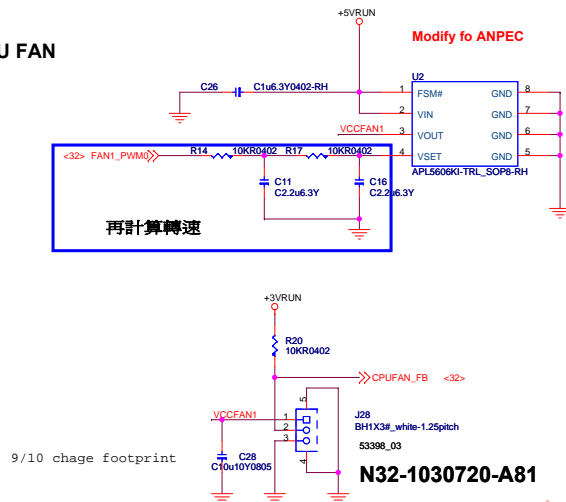 +5VRUN
Modify fo ANPEC
U FAN
C26 C1u6.3Y0402-RH
U2
1 FSM# GND 8
2 VIN GND 7
VCCFAN1 3 VOUT GND 6
<32> FAN1_PWM0 R14 10KR0402 R17 10KR0402 4 VSET GND 5
APL5606KI-TRL_SOP8-RH
C11
C2.2u6.3Y
C16
C2.2u6.3Y
再計算轉速
+3VRUN
R20
10KR0402
CPUFAN_FB <32>
VCCFAN1
1
2
3
5
4
J28
BH1X3#_white-1.25pitch
53398_03
C28
C10u10Y0805
9/10 chage footprint
N32-1030720-A81